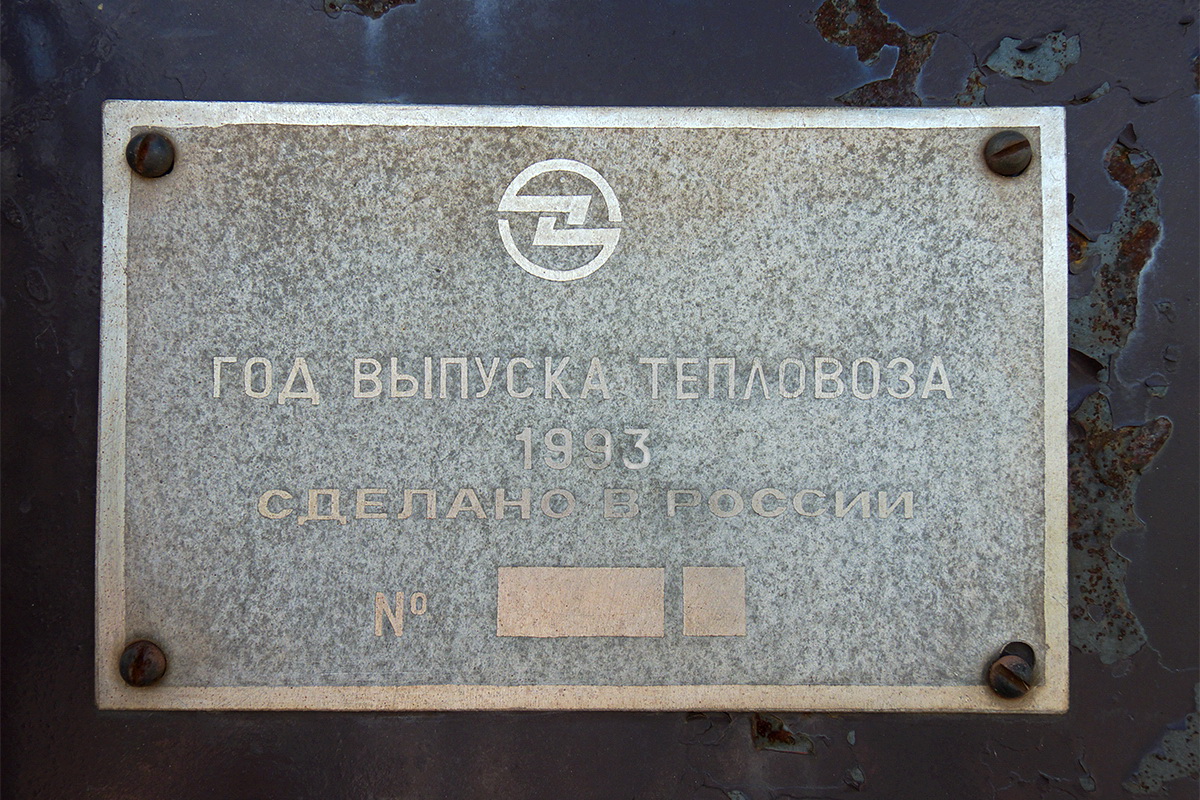 ГОД ВЫПУСКА ТЕПЛОВОЗА
1993
СДЕЛАНО В РОССИИ
Nº